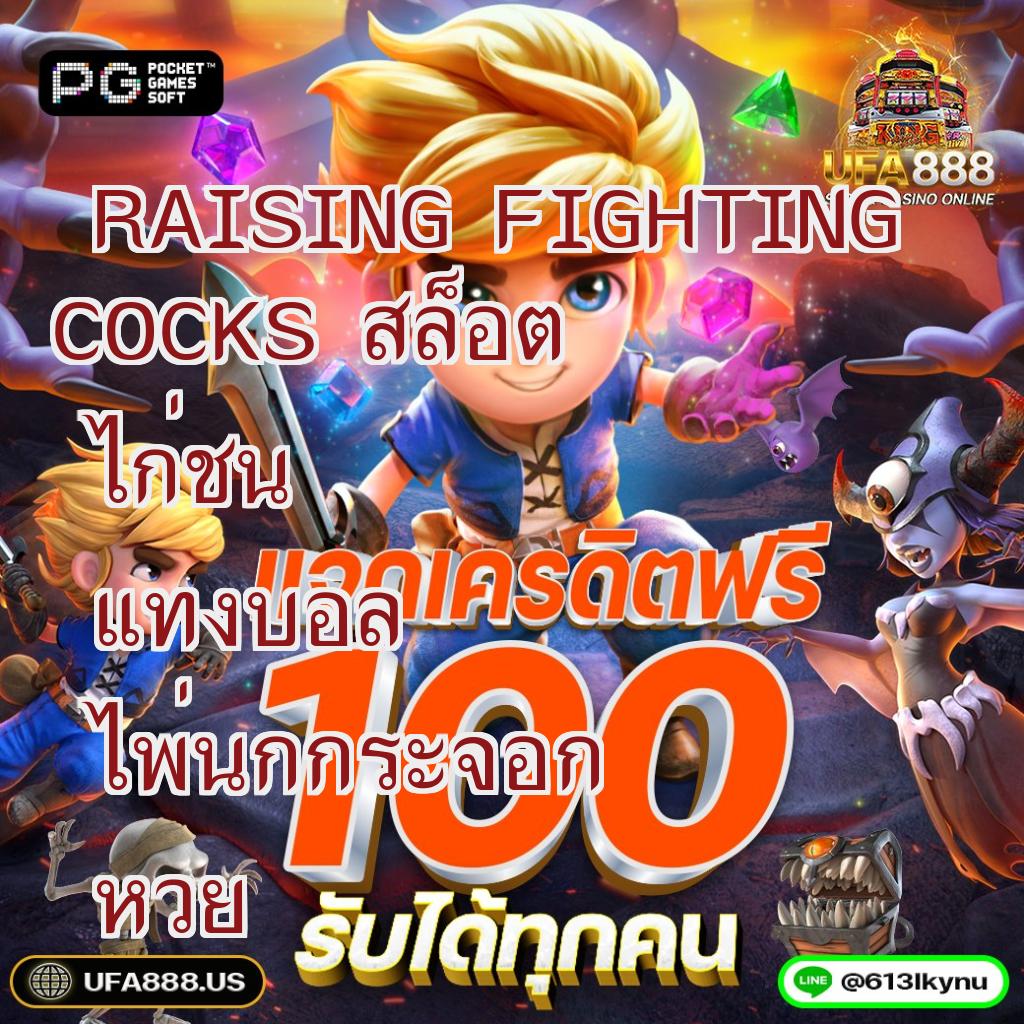 PG POCKET GAMES SOFT™
UFA888
SINO ONLINE
RAISING FIGHTING
COCKS สล็อต
ไก่ชน
แจกเครดิตฟรี
แทงบอล
100
ไพ่นกกระจอก
หวย
รับได้ทุกคน
UFA888.US
LINE @613lkynu